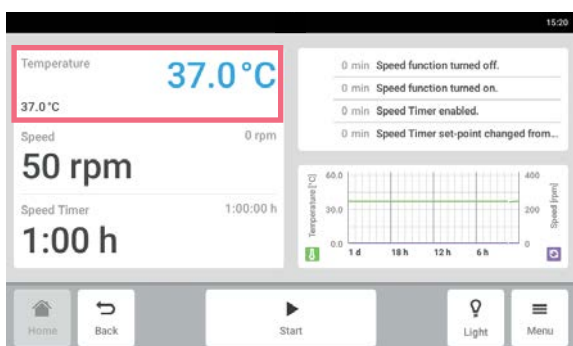 15:20
Temperature
37.0°C
37.0°C
Speed
0 rpm
50 rpm
Speed Timer
1:00:00 h
1:00 h
0 min Speed function turned off.
0 min Speed function turned on.
0 min Speed Timer enabled.
0 min Speed Timer set-point changed from...
Temperature [°C]
60.0
30.0
0.0
400
200
0
Speed [rpm]
1 d
18 h
12 h
6 h
Home
Back
Start
Light
Menu